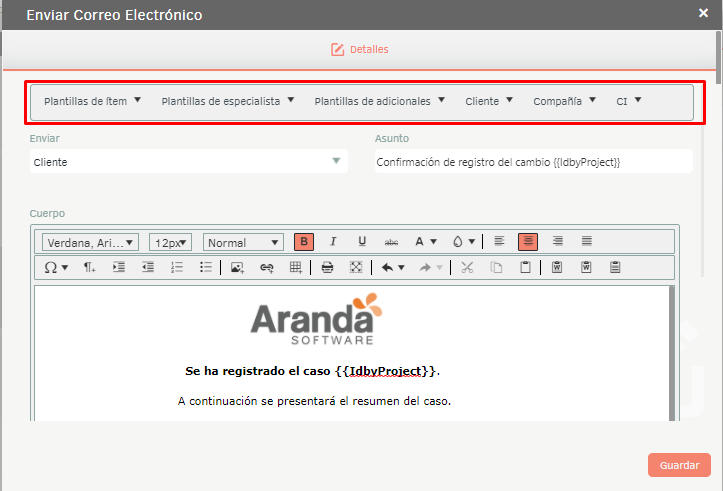 Enviar Correo Electrónico
Detalles
Plantillas de ítem Plantillas de especialista Plantillas de adicionales Cliente Compañía CI
Enviar Asunto
Cliente Confirmación de registro del cambio {{IdbyProject}}
Cuerpo
Verdana, Ari... 12px Normal B I U abc A
Aranda
SOFTWARE
Se ha registrado el caso {{IdbyProject}}.
A continuación se presentará el resumen del caso.
Guardar